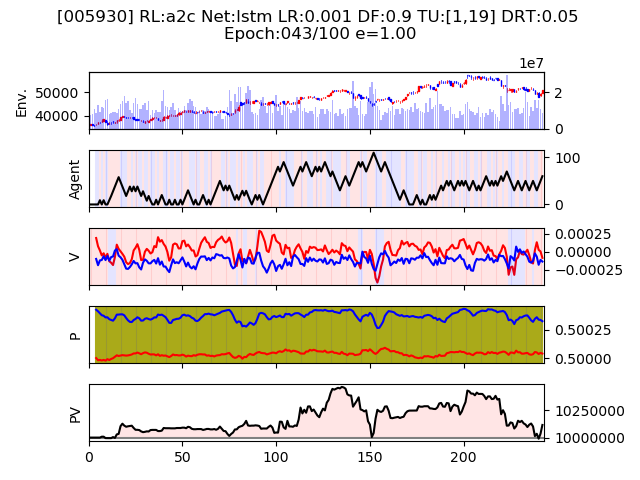 [005930] RL:a2c Net:lstm LR:0.001 DF:0.9 TU:[1,19] DRT:0.05
Epoch:043/100 e=1.00
1e7
Env.
50000
40000
2
0
Agent
100
0
V
0.00025
0.00000
−0.00025
P
0.50025
0.50000
PV
10250000
10000000
0 50 100 150 200